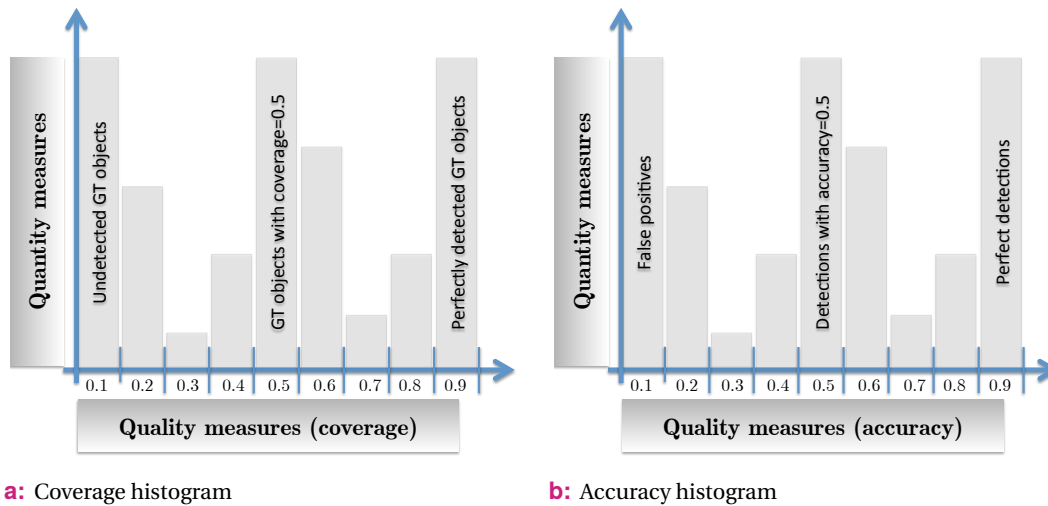 Quantity measures
Undetected GT objects
GT objects with coverage=0.5
Perfectly detected GT objects
0.1 0.2 0.3 0.4 0.5 0.6 0.7 0.8 0.9
Quality measures (coverage)
a: Coverage histogram
Quantity measures
False positives
Detections with accuracy=0.5
Perfect detections
0.1 0.2 0.3 0.4 0.5 0.6 0.7 0.8 0.9
Quality measures (accuracy)
b: Accuracy histogram